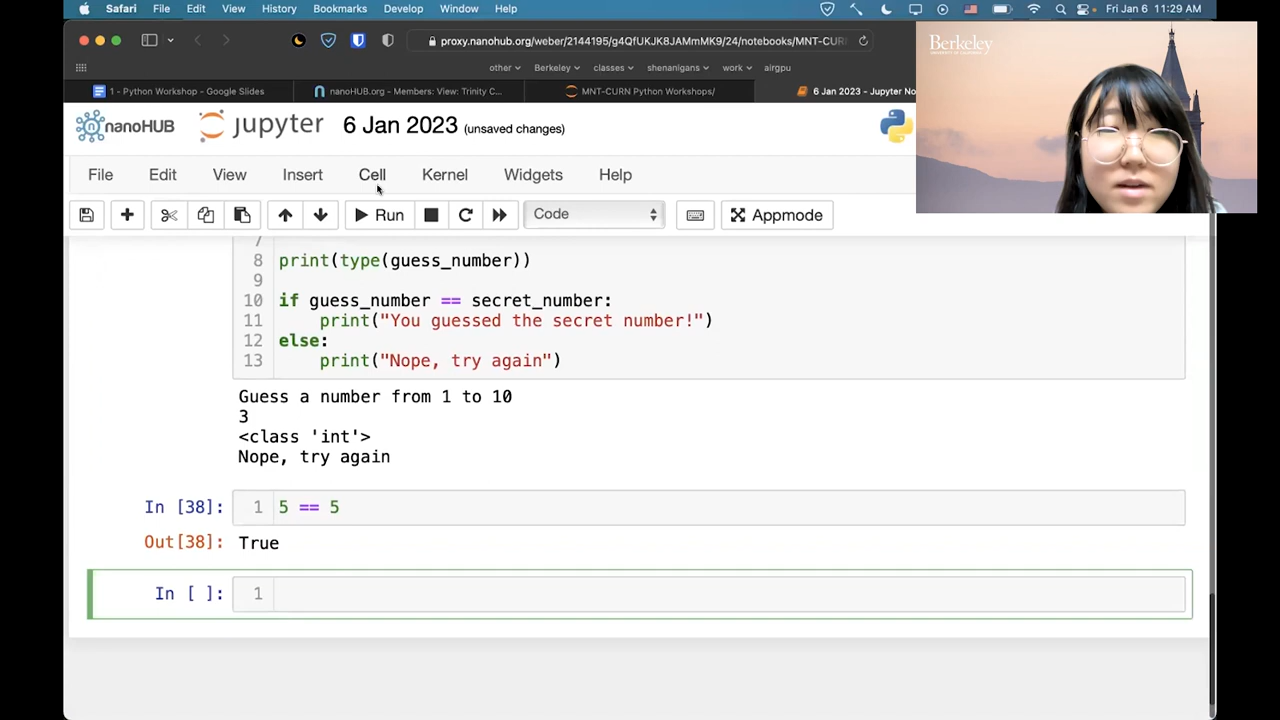 Safari File Edit View History Bookmarks Develop Window Help Fri Jan 6 11:29 AM
proxy.nanohub.org/weber/2144195/g4QfUKJK8JAMmMK9/24/notebooks/MNT-CUR
Berkeley
UNIVERSITY OF CALIFORNIA
other Berkeley classes shenanigans work airgpu
1 - Python Workshop - Google Slides nanoHUB.org - Members: View: Trinity C... MNT-CURN Python Workshops/ 6 Jan 2023 - Jupyter No
nanoHUB jupyter 6 Jan 2023 (unsaved changes)
File Edit View Insert Cell Kernel Widgets Help
Run Code Appmode
7
8 print(type(guess_number))
9
10 if guess_number == secret_number:
11 print("You guessed the secret number!")
12 else:
13 print("Nope, try again")
Guess a number from 1 to 10
3
<class 'int'>
Nope, try again
In [38]: 1 5 == 5
Out[38]: True
In [ ]: 1